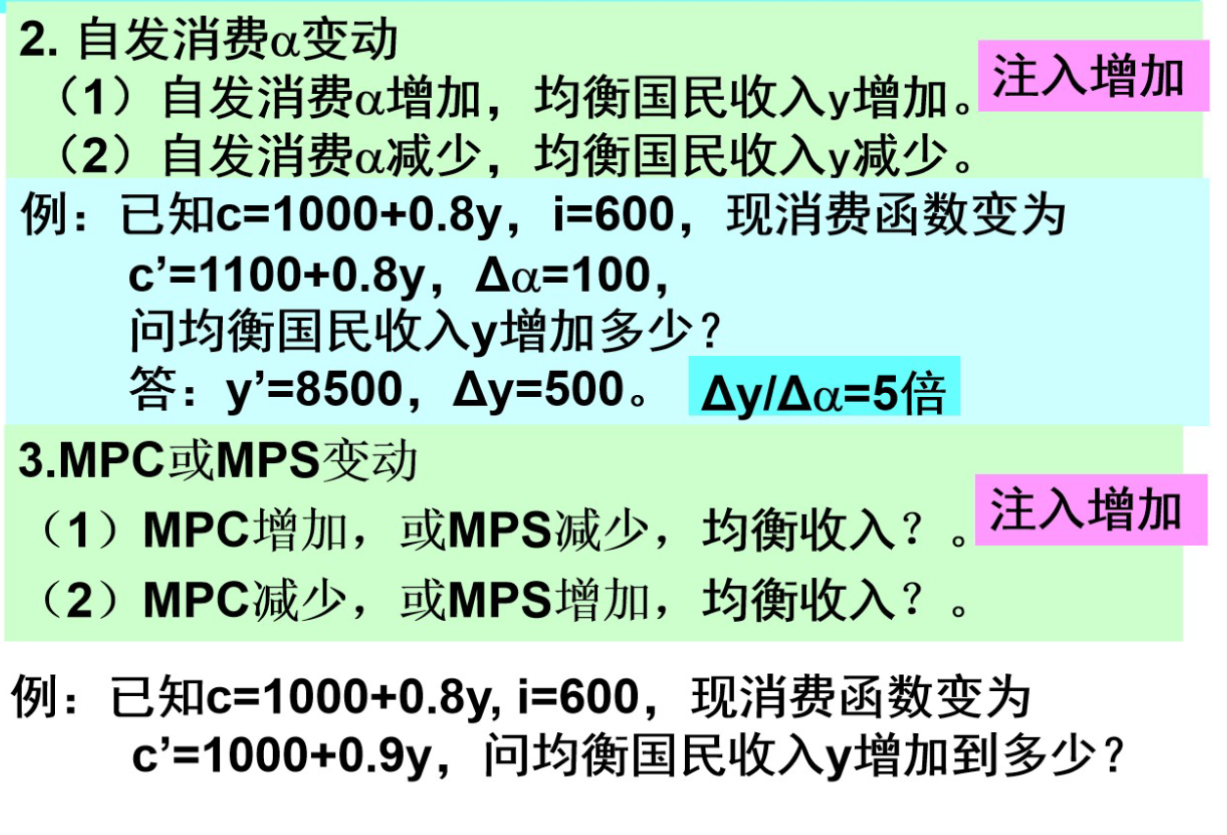 2. 自发消费α变动
注入增加
（1）自发消费α增加，均衡国民收入y增加。
（2）自发消费α减少，均衡国民收入y减少。
例：已知c=1000+0.8y，i=600，现消费函数变为
c’=1100+0.8y，Δα=100，
问均衡国民收入y增加多少？
答：y’=8500，Δy=500。 Δy/Δα=5倍
3.MPC或MPS变动
注入增加
（1）MPC增加，或MPS减少，均衡收入？。
（2）MPC减少，或MPS增加，均衡收入？。
例：已知c=1000+0.8y, i=600，现消费函数变为
c’=1000+0.9y，问均衡国民收入y增加到多少？